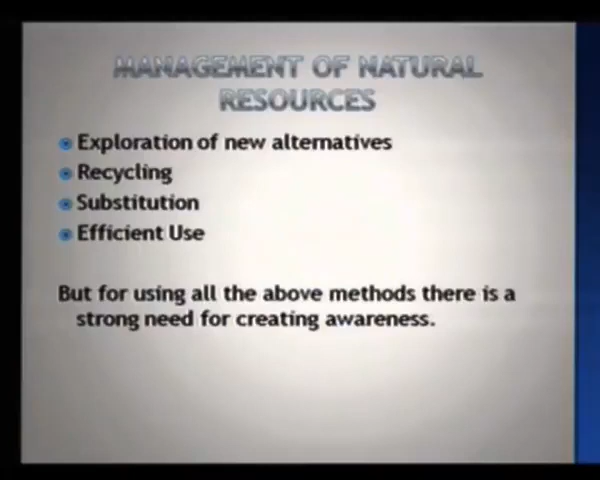 MANAGEMENT OF NATURAL
RESOURCES
Exploration of new alternatives
Recycling
Substitution
Efficient Use
But for using all the above methods there is a
strong need for creating awareness.